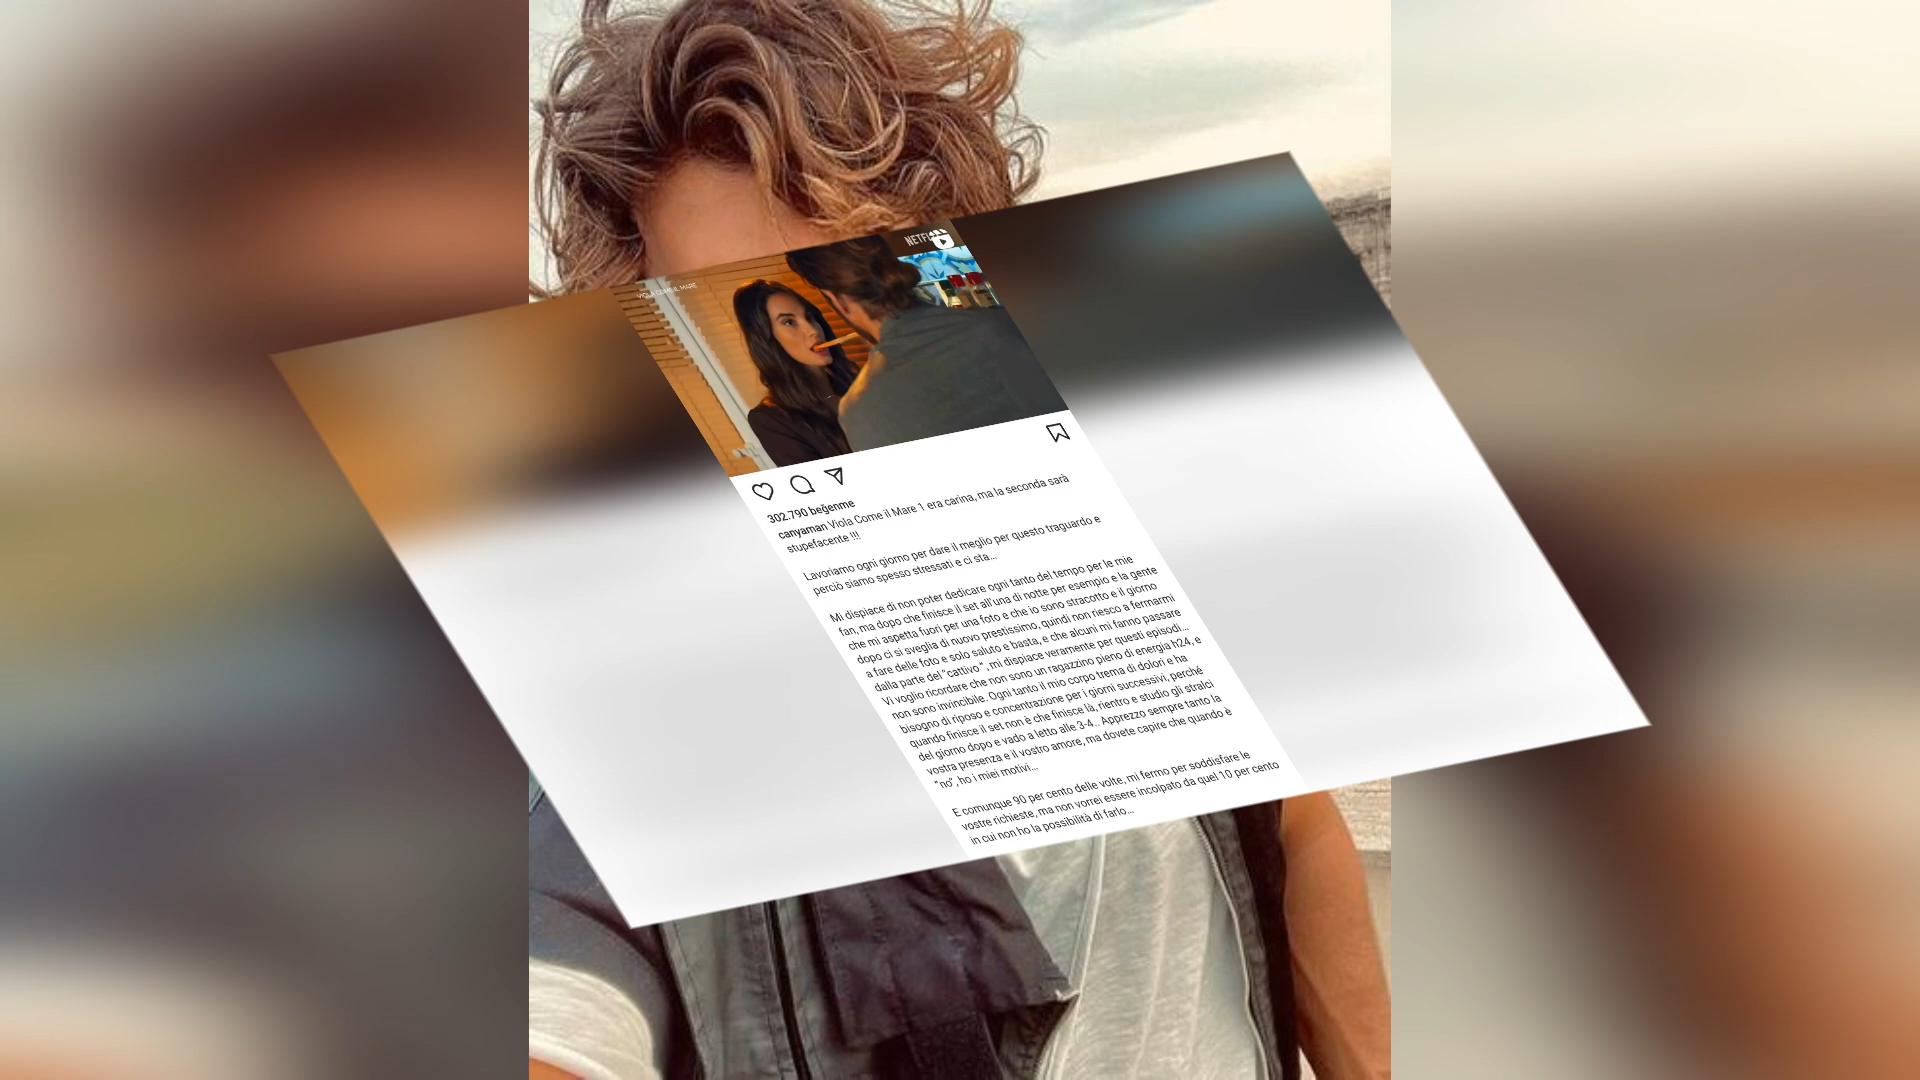 VIOLA COME IL MARE
302.790 beğenme
canyaman Viola Come il Mare 1 era carina, ma la seconda sarà
stupefacente !!!
Lavoriamo ogni giorno per dare il meglio per questo traguardo e
perciò siamo spesso stressati e ci sta...
Mi dispiace di non poter dedicare ogni tanto del tempo per le mie
fan, ma dopo che finisce il set all'una di notte per esempio e la gente
che mi aspetta fuori per una foto e che io sono stracotto e il giorno
dopo ci si sveglia di nuovo prestissimo, quindi non riesco a fermarmi
a fare delle foto e solo saluto e basta, e che alcuni mi fanno passare
dalla parte del "cattivo" , mi dispiace veramente per questi episodi...
Vi voglio ricordare che non sono un ragazzino pieno di energia h24, e
non sono invincibile. Ogni tanto il mio corpo trema di dolori e ha
bisogno di riposo e concentrazione per i giorni successivi, perché
quando finisce il set non è che finisce là, rientro e studio gli stralci
del giorno dopo e vado a letto alle 3-4.. Apprezzo sempre tanto la
vostra presenza e il vostro amore, ma dovete capire che quando è
"no", ho i miei motivi...
E comunque 90 per cento delle volte, mi fermo per soddisfare le
vostre richieste, ma non vorrei essere incolpato da quel 10 per cento
in cui non ho la possibilità di farlo...